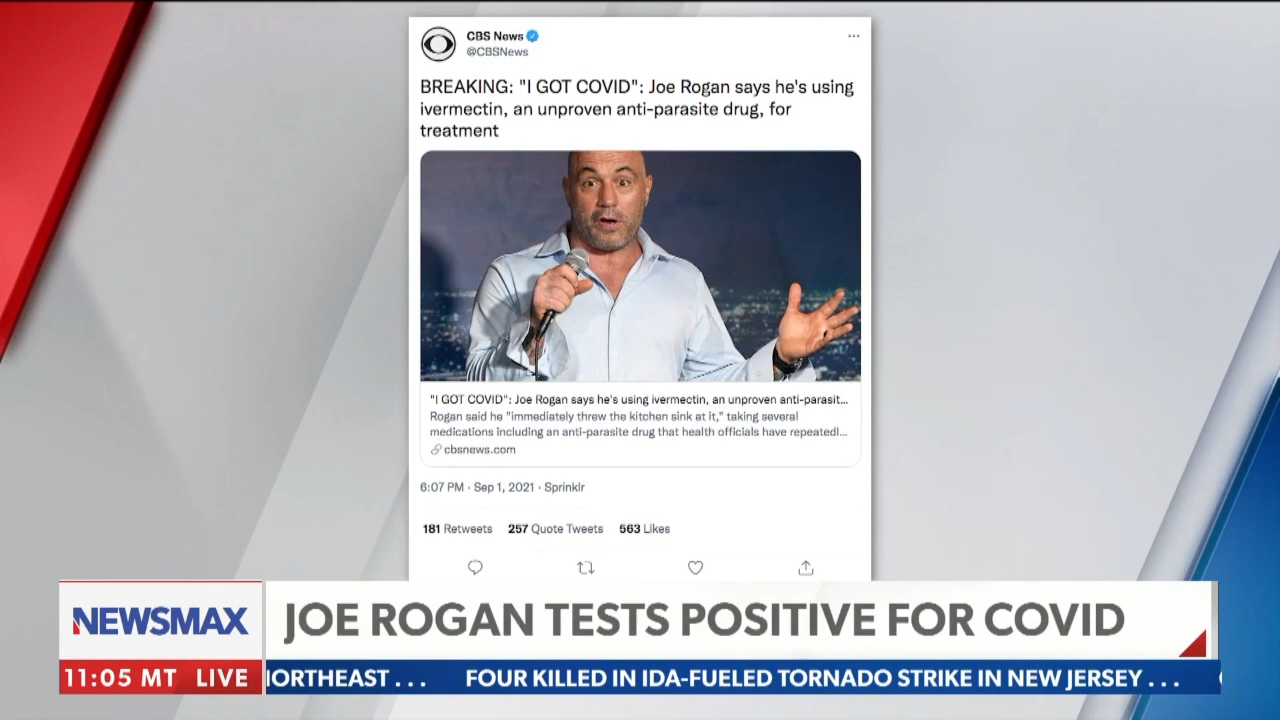 CBS News
@CBSNews
BREAKING: "I GOT COVID": Joe Rogan says he's using
ivermectin, an unproven anti-parasite drug, for
treatment
"I GOT COVID": Joe Rogan says he's using ivermectin, an unproven anti-parasit...
Rogan said he "immediately threw the kitchen sink at it," taking several
medications including an anti-parasite drug that health officials have repeatedl...
cbsnews.com
6:07 PM · Sep 1, 2021 · Sprinklr
181 Retweets 257 Quote Tweets 563 Likes
NEWSMAX
JOE ROGAN TESTS POSITIVE FOR COVID
11:05 MT LIVE
ORTHEAST . . . FOUR KILLED IN IDA-FUELED TORNADO STRIKE IN NEW JERSEY . . .